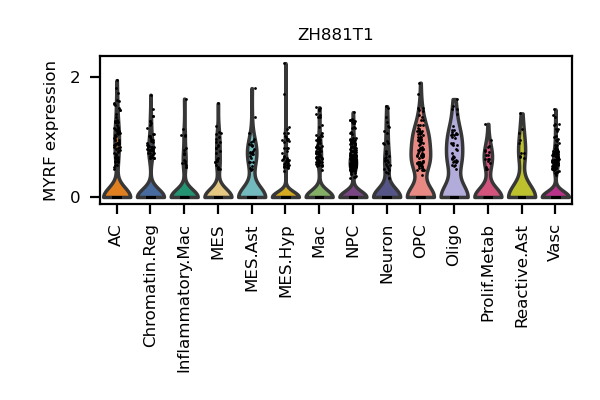 ZH881T1
MYRF expression
2
0
AC
Chromatin.Reg
Inflammatory.Mac
MES
MES.Ast
MES.Hyp
Mac
NPC
Neuron
OPC
Oligo
Prolif.Metab
Reactive.Ast
Vasc